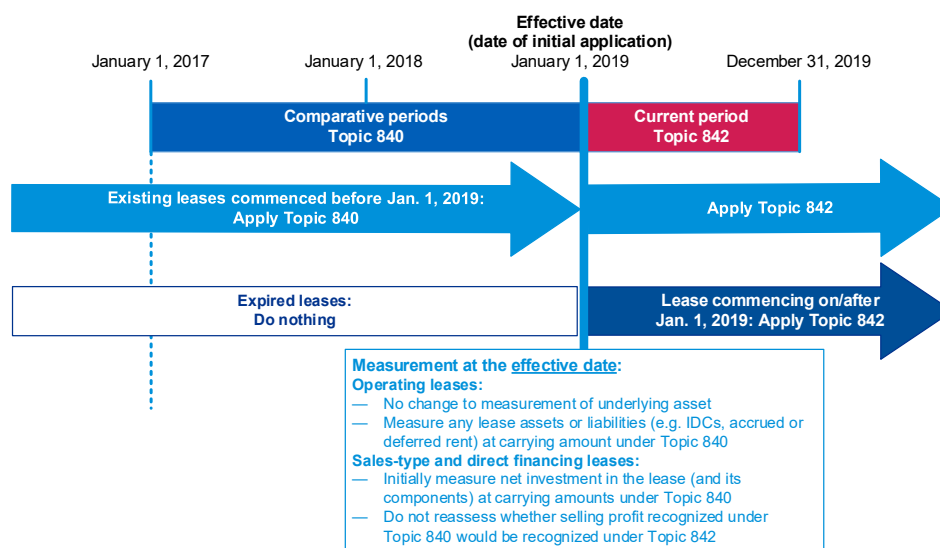 Effective date
(date of initial application)
January 1, 2017
January 1, 2018
January 1, 2019
December 31, 2019
Comparative periods
Topic 840
Current period
Topic 842
Existing leases commenced before Jan. 1, 2019:
Apply Topic 840
Apply Topic 842
Expired leases:
Do nothing
Lease commencing on/after
Jan. 1, 2019: Apply Topic 842
Measurement at the effective date:
Operating leases:
— No change to measurement of underlying asset
— Measure any lease assets or liabilities (e.g. IDCs, accrued or
deferred rent) at carrying amount under Topic 840
Sales-type and direct financing leases:
— Initially measure net investment in the lease (and its
components) at carrying amounts under Topic 840
— Do not reassess whether selling profit recognized under
Topic 840 would be recognized under Topic 842